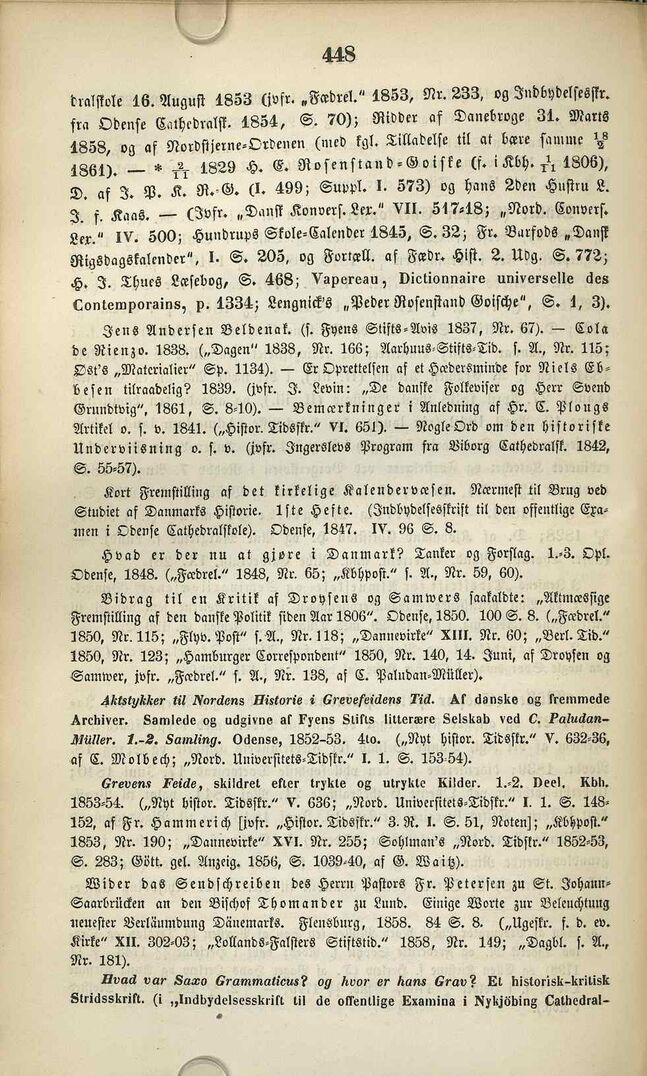 448
dralskole 16. August 1853 (jvfr. „Fædrel." 1853, Nr. 233, og Indbydelsesskr.
fra Odense Cathedralsk. 1854, S. 70); Ridder af Danebroge 31. Marts
1858, og af Nordstjerne=Ordenen (med kgl. Tilladelse til at bære samme
1861). — * 2/11 1829 H. E. Rosenstand=Goiske (f. i Kbh. 1/11 1806),
D. af J. P. K. R.=G. (I. 499; Suppl. I. 573) og hans 2den Hustru L.
J. f. Kaas. — (Jvfr. „Dansk Konvers. Lex." VII. 517=18; „Nord. Convers.
Lex." IV. 500; Hundrups Skole=Calender 1845, S. 32; Fr. Barfods „Dansk
Rigsdagskalender", I. S. 205, og Fortæll. af Fædr. Hist. 2. Udg. S. 772;
H. J. Thues Læsebog, S. 468; Vapereau, Dictionnaire universelle des
Contemporains, p. 1334; Lengnick's „Peder Rosenstand Goische", S. 1, 3).
Jens Andersen Beldenak. (s. Fyens Stifts=Avis 1837, Nr. 67). — Cola
de Rienzo. 1838. („Dagen" 1838, Nr. 166; Aarhuus=Stifts=Tid. s. A., Nr. 115;
Øst's „Materialier" Sp. 1134). — Er Oprettelsen af et Hædersminde for Niels Eb=
besen tilraadelig? 1839. (jvfr. J. Levin: „De danske Folkeviser og Herr Svend
Grundtvig", 1861, S. 8=10). — Bemærkninger i Anledning af Hr. C. Plougs
Artikel o. s. v. 1841. („Histor. Tidsskr." VI. 651). — Nogle Ord om den historiske
Underviisning o. s. v. (jvfr. Ingerslevs Program fra Viborg Cathedralsk. 1842,
S. 55=57).
Kort Fremstilling af det kirkelige Kalendervæsen. Nærmest til Brug ved
Studiet af Danmarks Historie. 1ste Hefte. (Indbydelsesskrift til den offentlige Exa=
men i Odense Cathedralskole). Odense, 1847. IV. 96 S. 8.
Hvad er der nu at gjøre i Danmark? Tanker og Forslag. 1.=3. Opl.
Odense, 1848. („Fædrel." 1848, Nr. 65; „Kbhpost." s. A., Nr. 59, 60).
Bidrag til en Kritik af Droysens og Samwers saakaldte: „Aktmæssige
Fremstilling af den danske Politik siden Aar 1806". Odense, 1850. 100 S. 8. („Fædrel."
1850, Nr. 115; „Flyv. Post" s. A., Nr. 118; „Dannevirke" XIII. Nr. 60; „Berl. Tid."
1850, Nr. 123; „Hamburger Correspondent" 1850, Nr. 140, 14. Juni, af Droysen og
Samwer, jvfr. „Fædrel." s. A., Nr. 138, af C. Paludan=Müller).
Aktstykker til Nordens Historie i Grevefeidens Tid. Af danske og fremmede
Archiver. Samlede og udgivne af Fyens Stifts litterære Selskab ved C. Paludan-
Müller. 1.-2. Samling. Odense, 1852-53. 4to. („Nyt histor. Tidsskr." V. 632=36,
af C. Molbech; „Nord. Universitets=Tidskr." I. 1. S. 153=54).
Grevens Feide, skildret efter trykte og utrykte Kilder. 1.-2. Deel. Kbh.
1853-54. („Nyt histor. Tidsskr." V. 636; „Nord. Universitets=Tidskr." I. 1. S. 148=
152, af Fr. Hammerich [jvfr. „Histor. Tidsskr." 3. R. I. S. 51, Noten]; „Kbhpost."
1853, Nr. 190; „Dannevirke" XVI. Nr. 255; Sohlman's „Nord. Tidskr." 1852=53,
S. 283; Gött. gel. Anzeig. 1856, S. 1039=40, af G. Waitz).
Wider das Sendschreiben des Herrn Pastors Fr. Petersen zu St. Johann=
Saarbrücken an den Bischof Thomander zu Lund. Einige Worte zur Beleuchtung
neuester Verläumdung Dänemarks. Flensburg, 1858. 84 S. 8. („Ugeskr. f. d. ev.
Kirke" XII. 302=03; „Lollands=Falsters Stiftstid." 1858, Nr. 149; „Dagbl. s. A.,
Nr. 181).
Hvad var Saxo Grammaticus? og hvor er hans Grav? Et historisk-kritisk
Stridsskrift. (i „Indbydelsesskrift til de offentlige Examina i Nykjöbing Cathedral-